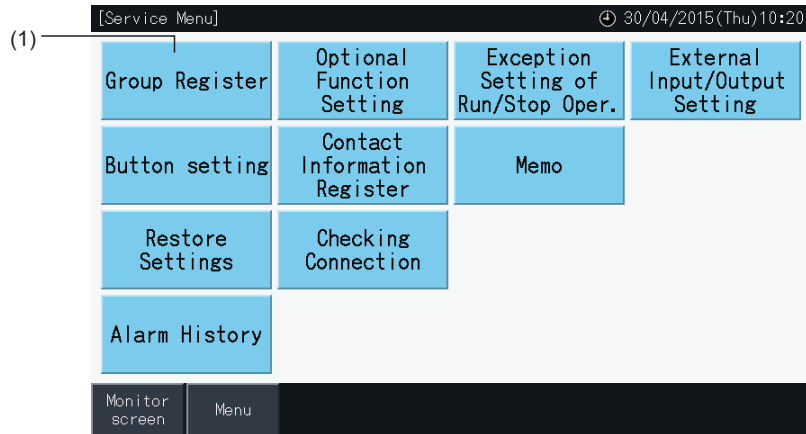 [Service Menu] 30/04/2015(Thu)10:20
(1)
Group Register
Optional
Function
Setting
Exception
Setting of
Run/Stop Oper.
External
Input/Output
Setting
Button setting
Contact
Information
Register
Memo
Restore
Settings
Checking
Connection
Alarm History
Monitor
screen
Menu